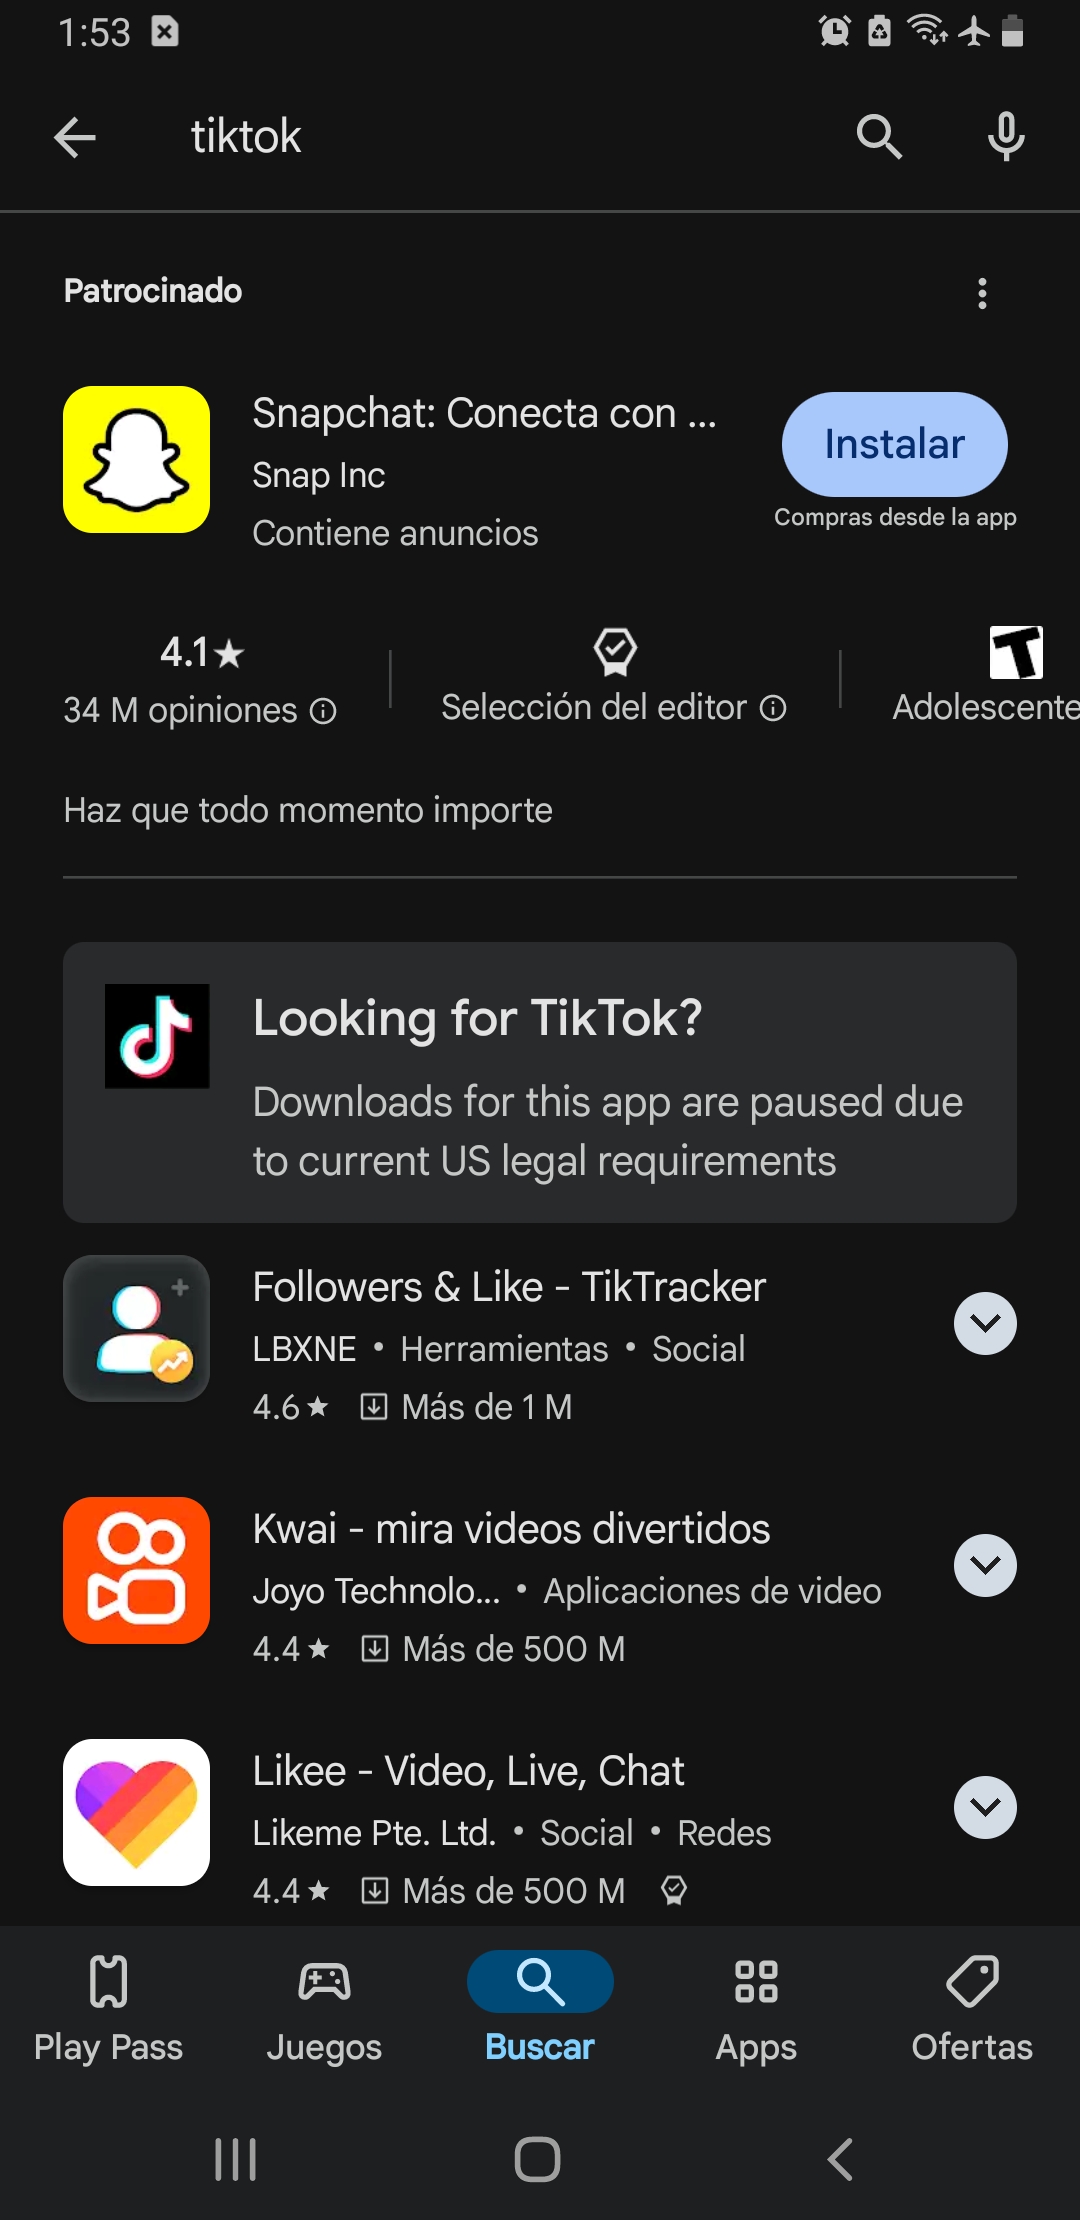 1:53
tiktok
Patrocinado
Snapchat: Conecta con ...
Snap Inc
Contiene anuncios
Instalar
Compras desde la app
4.1★
34 M opiniones
Selección del editor
T
Adolescente
Haz que todo momento importe
Looking for TikTok?
Downloads for this app are paused due
to current US legal requirements
Followers & Like - TikTracker
LBXNE • Herramientas • Social
4.6★ Más de 1 M
Kwai - mira videos divertidos
Joyo Technolo... • Aplicaciones de video
4.4★ Más de 500 M
Likee - Video, Live, Chat
Likeme Pte. Ltd. • Social • Redes
4.4★ Más de 500 M
Play Pass
Juegos
Buscar
Apps
Ofertas